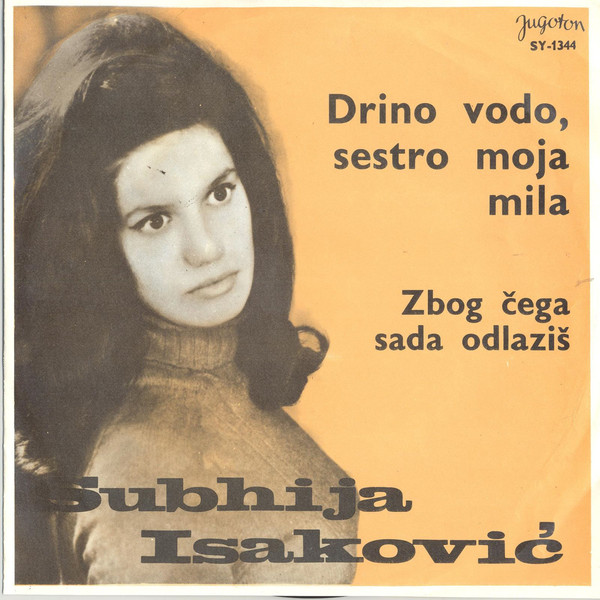 Jugoton
SY-1344
Drino vodo,
sestro moja
mila
Zbog čega
sada odlaziš
Subhija
Isaković